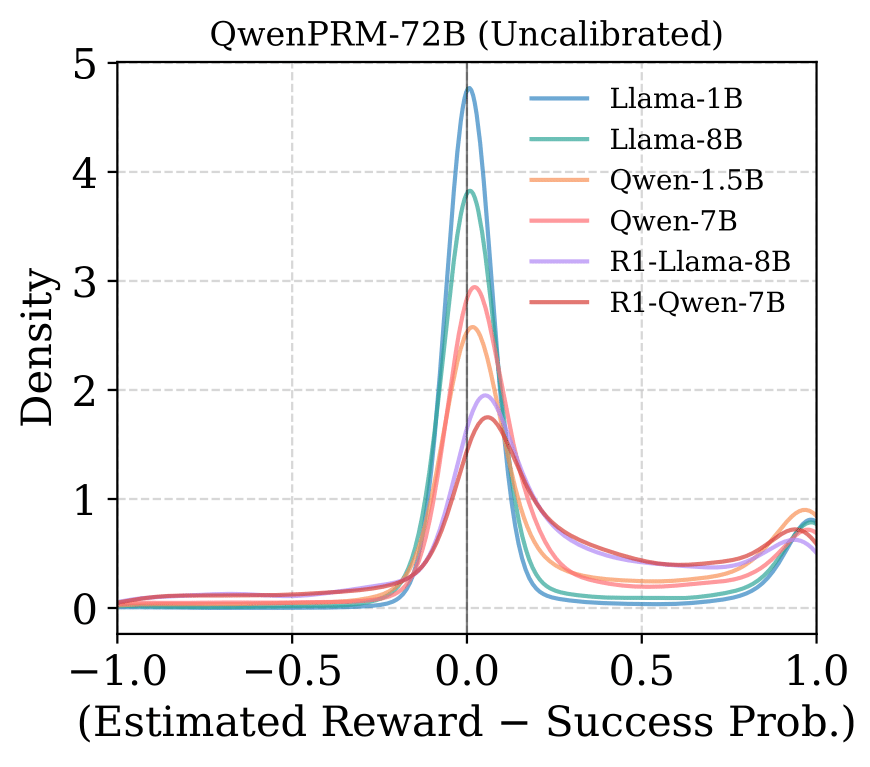 QwenPRM-72B (Uncalibrated)
5
4
3
2
1
0
Density
Llama-1B
Llama-8B
Qwen-1.5B
Qwen-7B
R1-Llama-8B
R1-Qwen-7B
−1.0 −0.5 0.0 0.5 1.0
(Estimated Reward − Success Prob.)